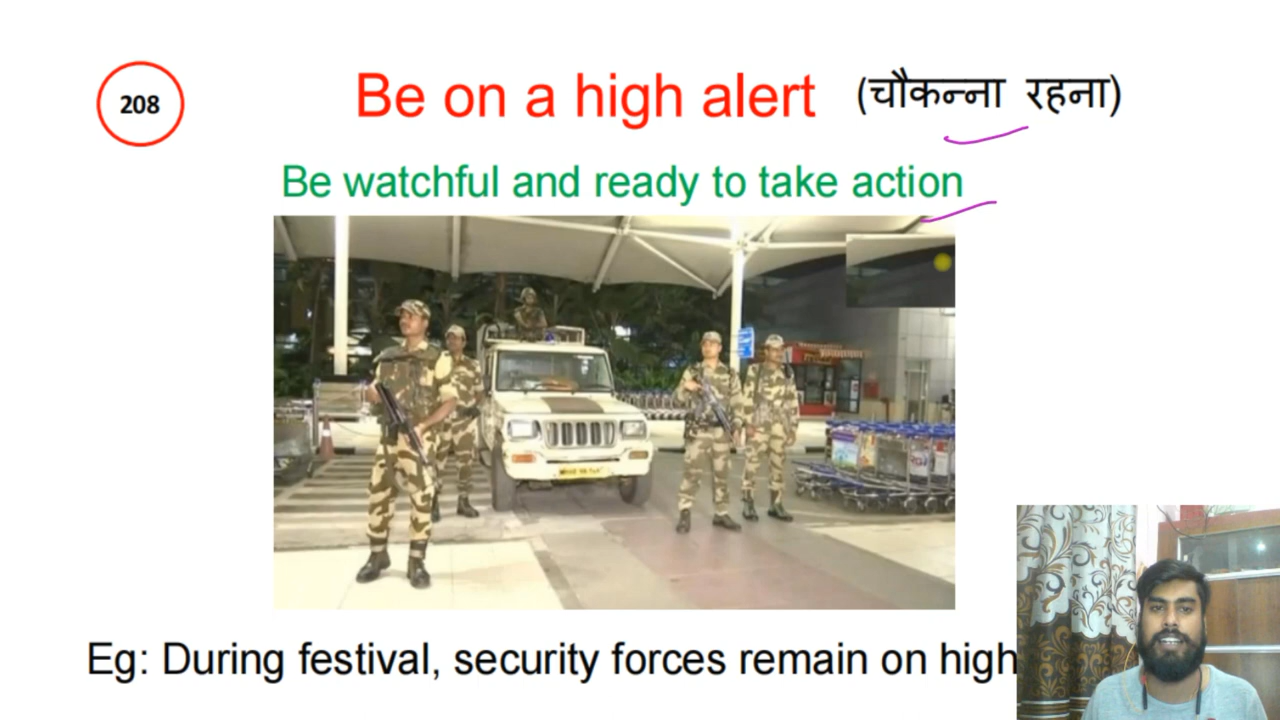 208
Be on a high alert (चौकन्ना रहना)
Be watchful and ready to take action
Eg: During festival, security forces remain on high